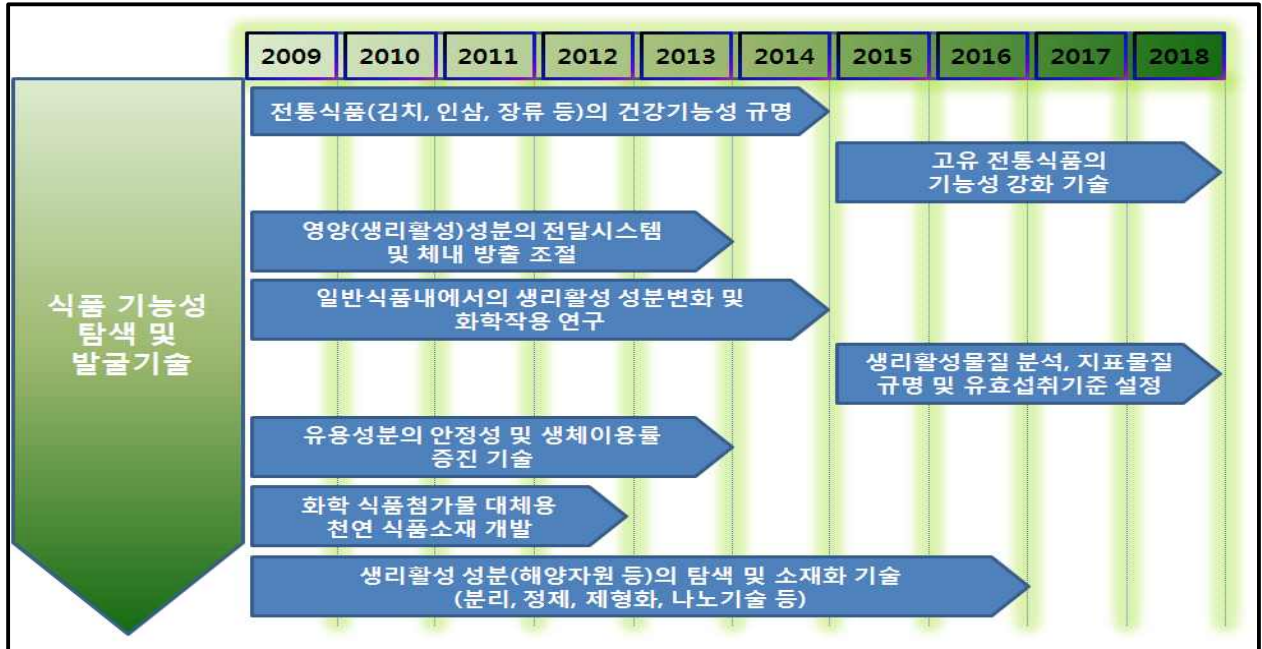 2009 2010 2011 2012 2013 2014 2015 2016 2017 2018
식품 기능성
탐색 및
발굴기술
전통식품(김치, 인삼, 장류 등)의 건강기능성 규명
고유 전통식품의
기능성 강화 기술
영양(생리활성)성분의 전달시스템
및 체내 방출 조절
일반식품내에서의 생리활성 성분변화 및
화학작용 연구
생리활성물질 분석, 지표물질
규명 및 유효섭취기준 설정
유용성분의 안정성 및 생체이용률
증진 기술
화학 식품첨가물 대체용
천연 식품소재 개발
생리활성 성분(해양자원 등)의 탐색 및 소재화 기술
(분리, 정제, 제형화, 나노기술 등)